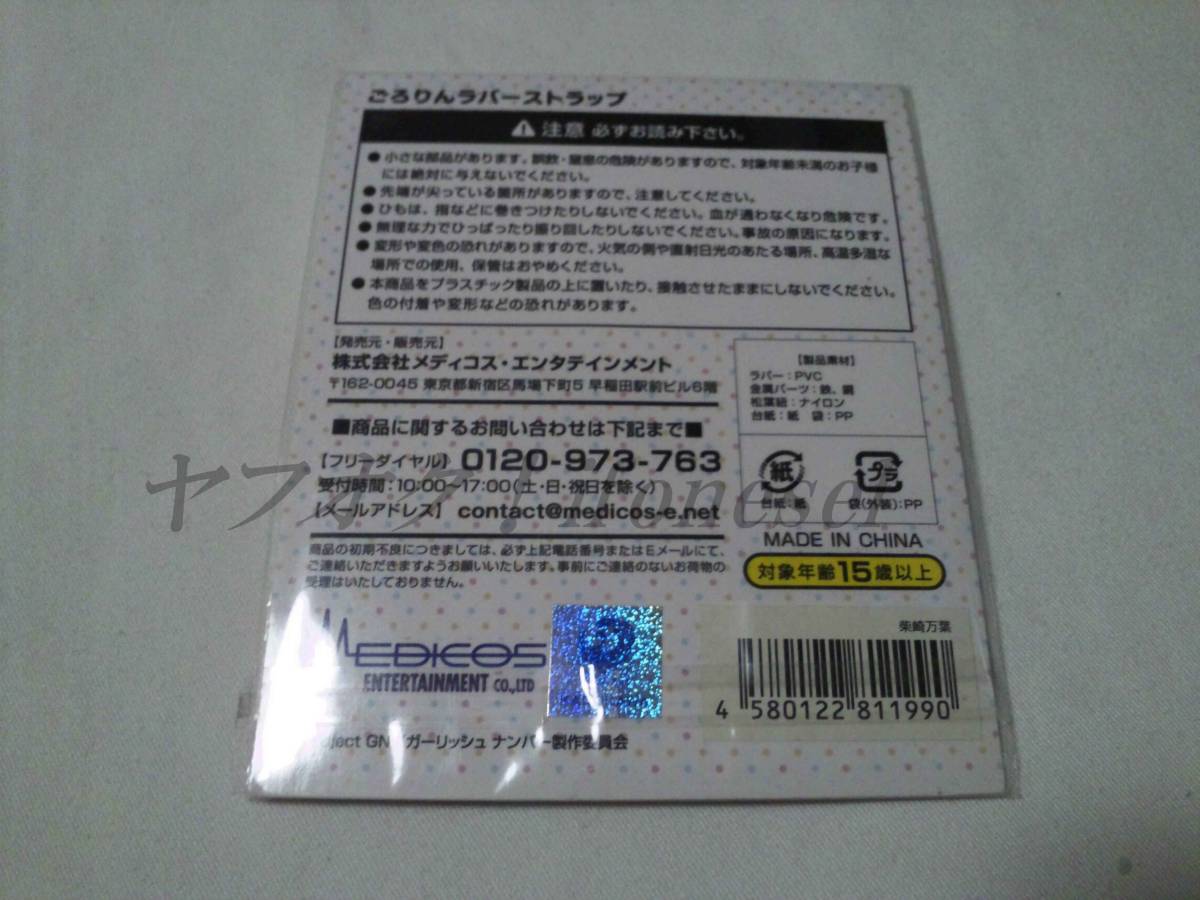 ごろりんラバーストラップ
注意 必ずお読み下さい。
●小さな部品があります。誤飲・窒息の危険がありますので、対象年齢未満のお子様
には絶対に与えないでください。
●先端が尖っている箇所がありますので、注意してください。
●ひもは、指などに巻きつけたりしないでください。血が通わなくなり危険です。
●無理な力でひっぱったり振り回したりしないでください。事故の原因になります。
●変形や変色の恐れがありますので、火気の側や直射日光のあたる場所、高温多湿な
場所での使用、保管はおやめください。
●本商品をプラスチック製品の上に置いたり、接触させたままにしないでください。
色の付着や変形などの恐れがあります。
【発売元・販売元】
株式会社メディコス・エンタテインメント
〒162-0045 東京都新宿区馬場下町5 早稲田駅前ビル6階
■商品に関するお問い合わせは下記まで■
【フリーダイヤル】 0120-973-763
受付時間:10:00~17:00(土・日・祝日を除く)
【メールアドレス】 contact@medicos-e.net
商品の初期不良につきましては、必ず上記電話番号またはEメールにて、
ご連絡いただきますようお願いいたします。事前にご連絡のないお荷物の
受理はいたしておりません。
【製品素材】
ラバー:PVC
金属パーツ:鉄、銅
松葉紐:ナイロン
台紙:紙 袋:PP
紙
プラ
台紙:紙
袋(外装):PP
MADE IN CHINA
対象年齢15歳以上
MEDICOS
ENTERTAINMENT CO.,LTD
柴崎万葉
4 580122 811990
oject GN/ガーリッシュ ナンバー製作委員会
ヤフオク!